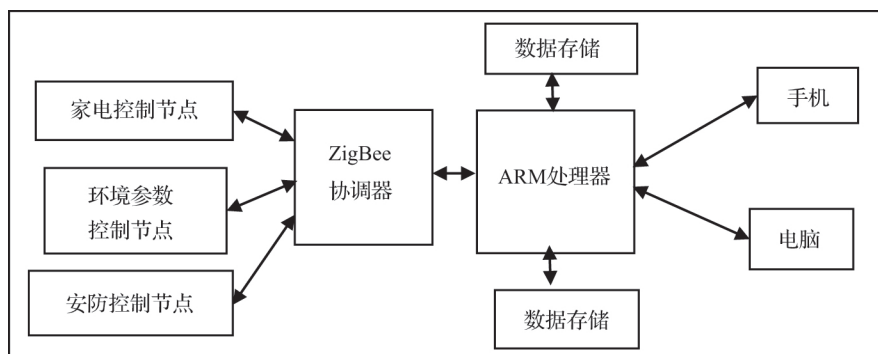 数据存储
家电控制节点
手机
ZigBee
协调器
ARM处理器
环境参数
控制节点
电脑
安防控制节点
数据存储